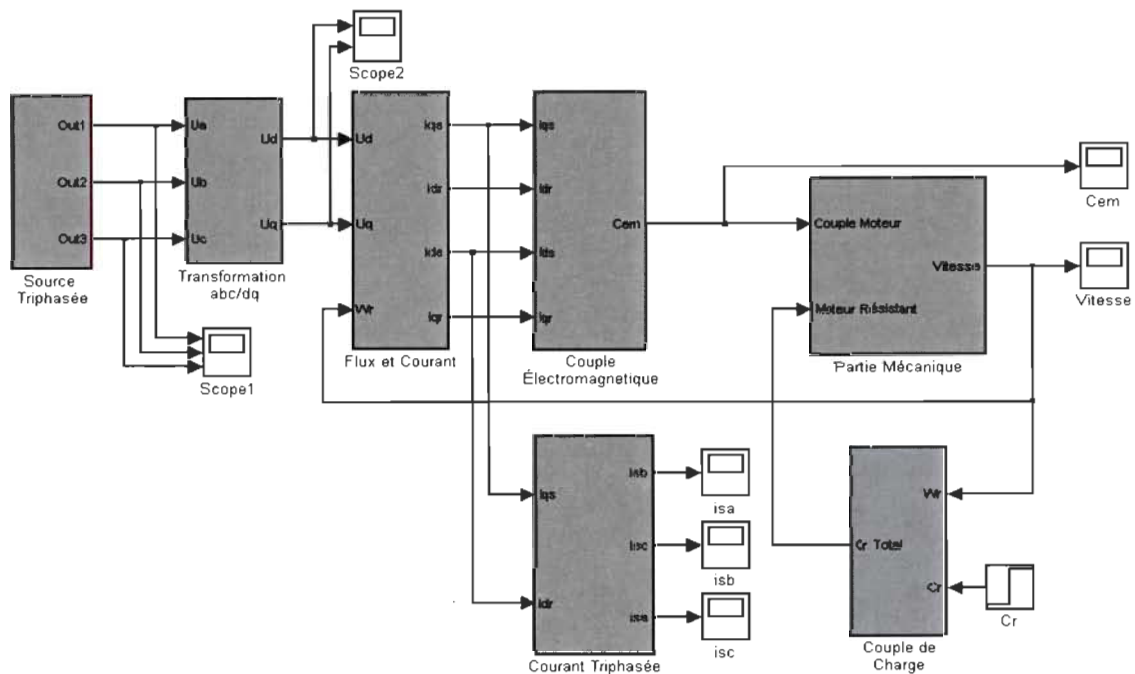 Scope2
Out1
Out2
Out3
Source
Triphasée
Ua
Ub
Uc
Ud
Uq
Transformation
abc/dq
Scope1
Ud
Uq
Wr
Iqs
Idr
Ids
Iqr
Flux et Courant
Iqs
Idr
Ids
Iqr
Cem
Couple
Électromagnetique
Couple Moteur
Moteur Résistant
Vitesse
Partie Mécanique
Cem
Vitesse
Iqs
Idr
Isb
Isc
isa
Courant Triphasée
isa
isb
isc
Wr
Cr Total
Cr
Couple de
Charge
Cr